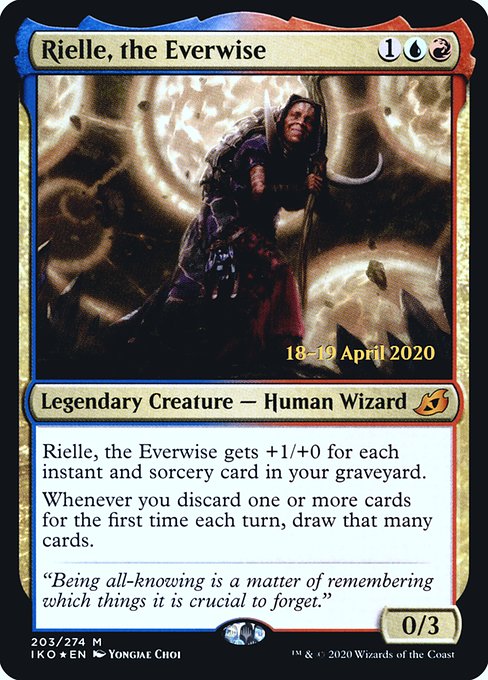 Rielle, the Everwise 1
18-19 April 2020
Legendary Creature — Human Wizard
Rielle, the Everwise gets +1/+0 for each
instant and sorcery card in your graveyard.
Whenever you discard one or more cards
for the first time each turn, draw that many
cards.
“Being all-knowing is a matter of remembering
which things it is crucial to forget.”
0/3
203/274 M
IKO★EN Yongjae Choi
™ & © 2020 Wizards of the Coast